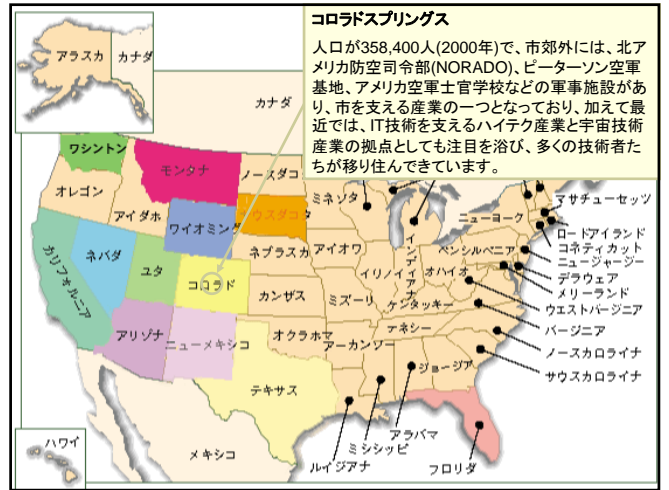 コロラドスプリングス
人口が358,400人(2000年)で、市郊外には、北ア
メリカ防空司令部(NORADO)、ピーターソン空軍
基地、アメリカ空軍士官学校などの軍事施設があ
り、市を支える産業の一つとなっており、加えて最
近では、IT技術を支えるハイテク産業と宇宙技術
産業の拠点としても注目を浴び、多くの技術者た
ちが移り住んできています。
アラスカ
カナダ
カナダ
ワシントン
モンタナ
ノースダコ
ミネソタ
オレゴン
アイダホ
ワイオミング
サウスダコタ
ニューヨーク
マサチューセッツ
ロードアイランド
コネティカット
ニュージャージー
デラウェア
メリーランド
ウエストバージニア
バージニア
ノースカロライナ
サウスカロライナ
カリフォルニア
ネバダ
ユタ
コロラド
ネブラスカ
アイオワ
イリノイ
インディアナ
オハイオ
ペンシルベニア
カンザス
ミズーリ
ケンタッキー
アリゾナ
ニューメキシコ
オクラホマ
アーカンソー
テネシー
テキサス
ジョージア
アラバマ
ミシシッピ
ルイジアナ
フロリダ
メキシコ
ハワイ